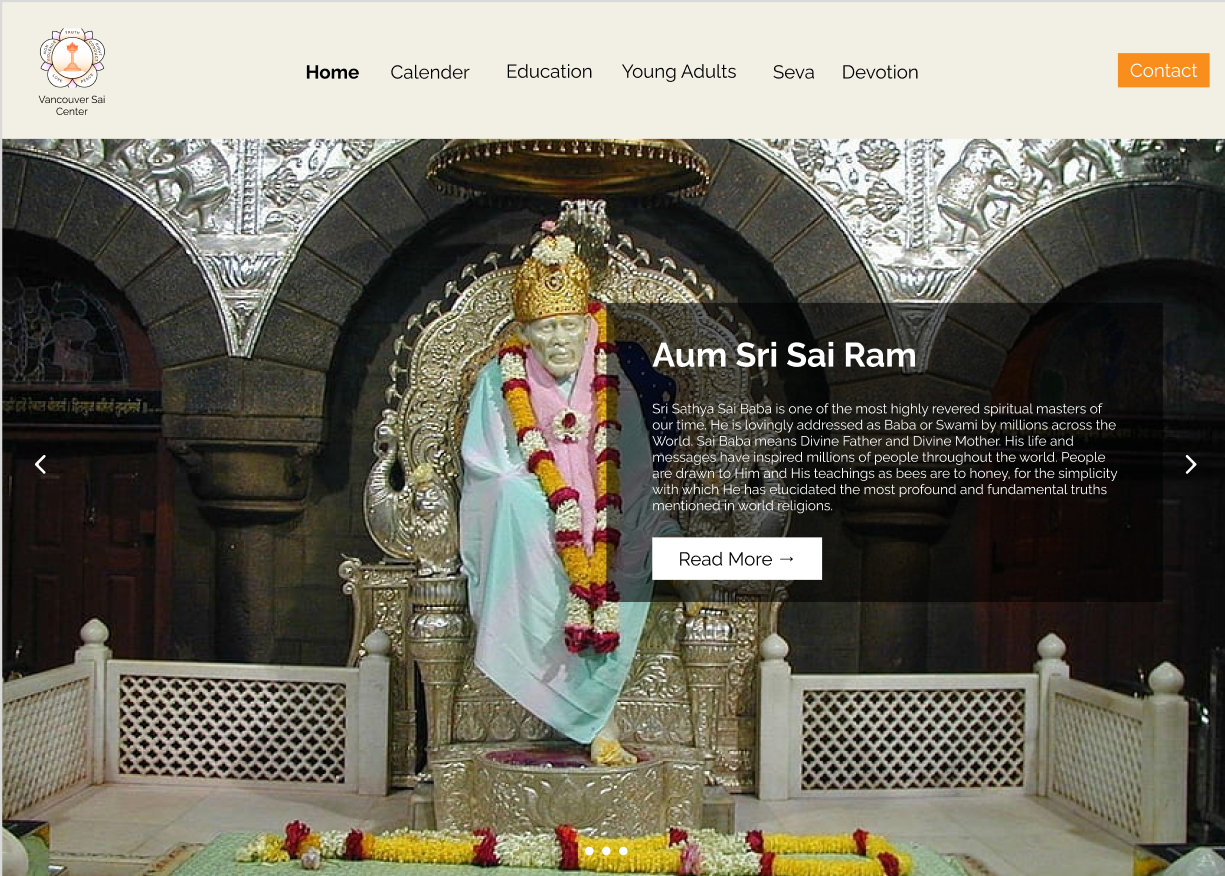 Vancouver Sai
Center
Home Calender Education Young Adults Seva Devotion
Contact
Aum Sri Sai Ram
Sri Sathya Sai Baba is one of the most highly revered spiritual masters of
our time. He is lovingly addressed as Baba or Swami by millions across the
World. Sai Baba means Divine Father and Divine Mother. His life and
messages have inspired millions of people throughout the world. People
are drawn to Him and His teachings as bees are to honey, for the simplicity
with which He has elucidated the most profound and fundamental truths
mentioned in world religions.
Read More →